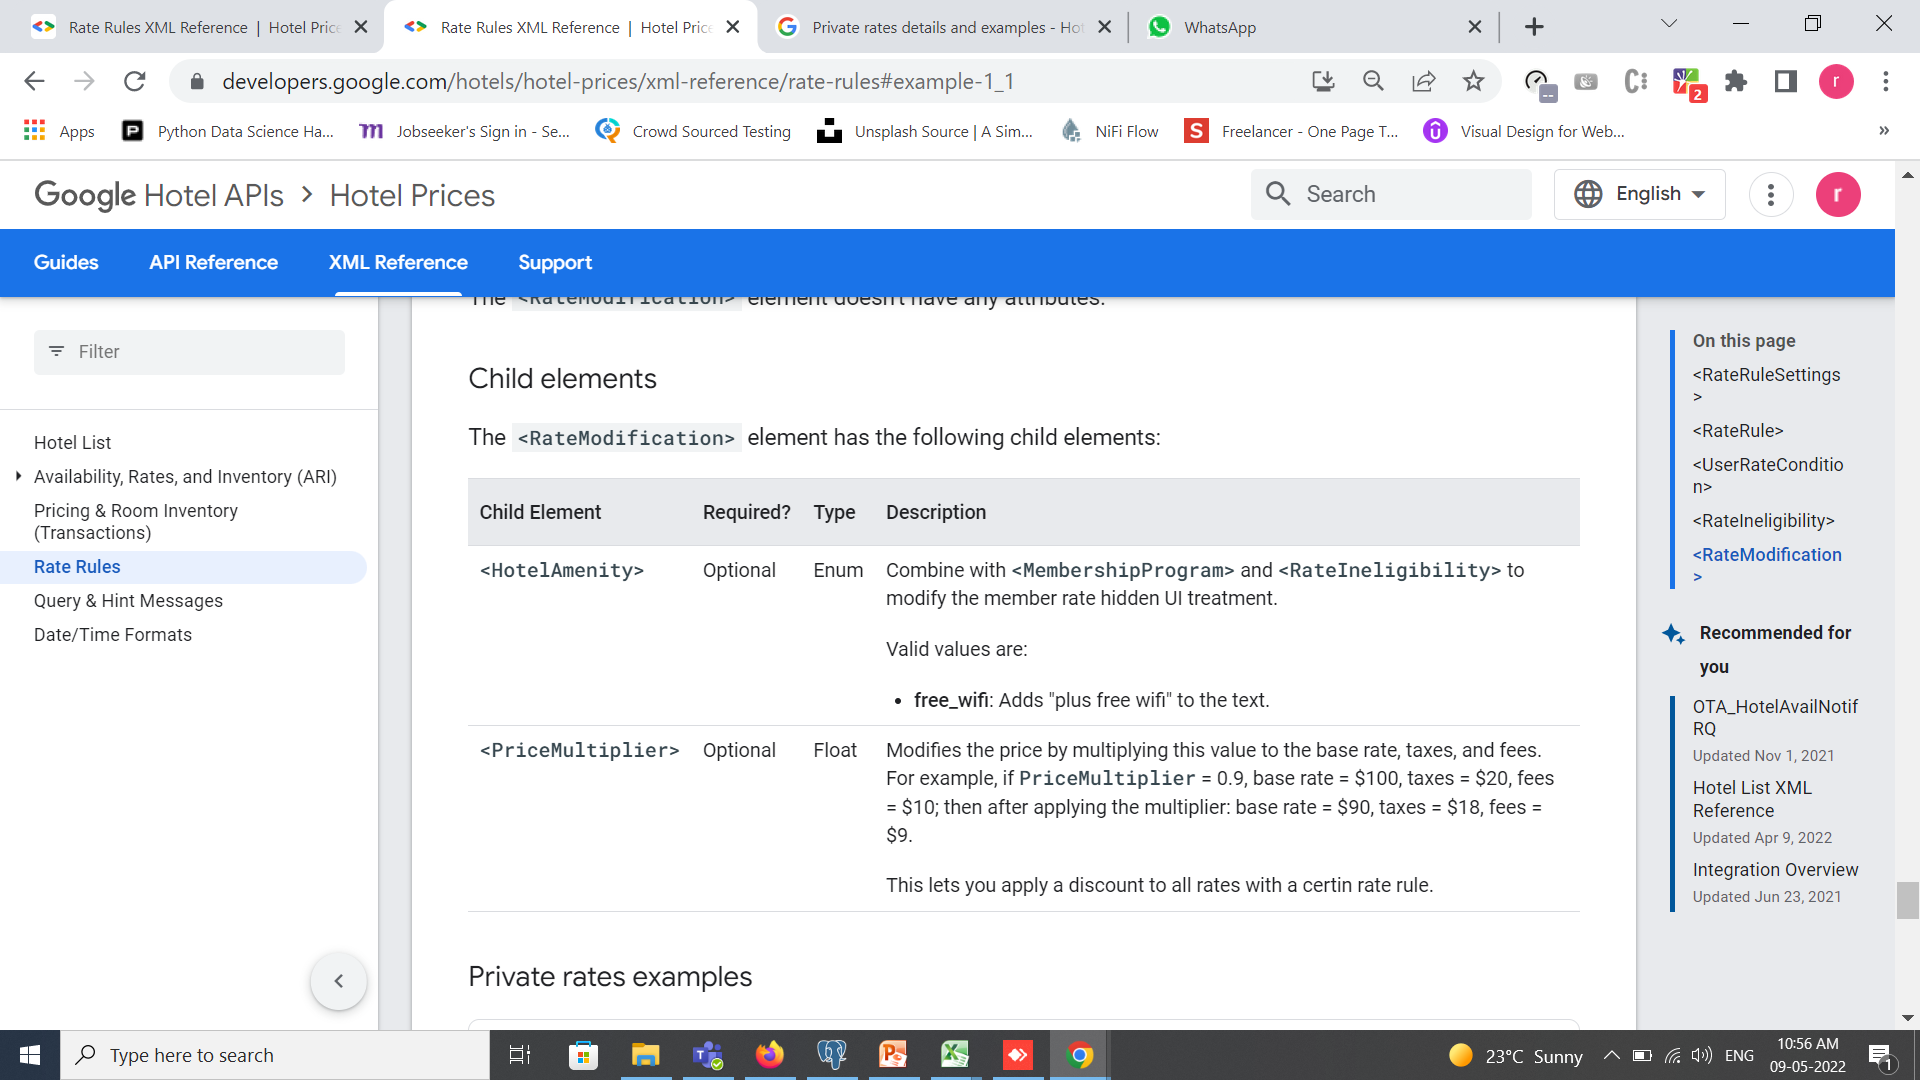 Rate Rules XML Reference | Hotel Price
Rate Rules XML Reference | Hotel Price
Private rates details and examples - Hot
WhatsApp
developers.google.com/hotels/hotel-prices/xml-reference/rate-rules#example-1_1
--
2
r
Apps
Python Data Science Ha...
Jobseeker's Sign in - Se...
Crowd Sourced Testing
Unsplash Source | A Sim...
NiFi Flow
Freelancer - One Page T...
Visual Design for Web...
»
Google Hotel APIs > Hotel Prices
Search
English
r
Guides
API Reference
XML Reference
Support
The <RateModification> element doesn't have any attributes.
Filter
Hotel List
Availability, Rates, and Inventory (ARI)
Pricing & Room Inventory
(Transactions)
Rate Rules
Query & Hint Messages
Date/Time Formats
Child elements
The <RateModification> element has the following child elements:
Child Element Required? Type Description
<HotelAmenity> Optional Enum Combine with <MembershipProgram> and <RateIneligibility> to
modify the member rate hidden UI treatment.
Valid values are:
• free_wifi: Adds "plus free wifi" to the text.
<PriceMultiplier> Optional Float Modifies the price by multiplying this value to the base rate, taxes, and fees.
For example, if PriceMultiplier = 0.9, base rate = $100, taxes = $20, fees
= $10; then after applying the multiplier: base rate = $90, taxes = $18, fees =
$9.
This lets you apply a discount to all rates with a certin rate rule.
Private rates examples
On this page
<RateRuleSettings
>
<RateRule>
<UserRateConditio
n>
<RateIneligibility>
<RateModification
>
Recommended for
you
OTA_HotelAvailNotif
RQ
Updated Nov 1, 2021
Hotel List XML
Reference
Updated Apr 9, 2022
Integration Overview
Updated Jun 23, 2021
Type here to search
23°C Sunny
ENG
10:56 AM
09-05-2022
1